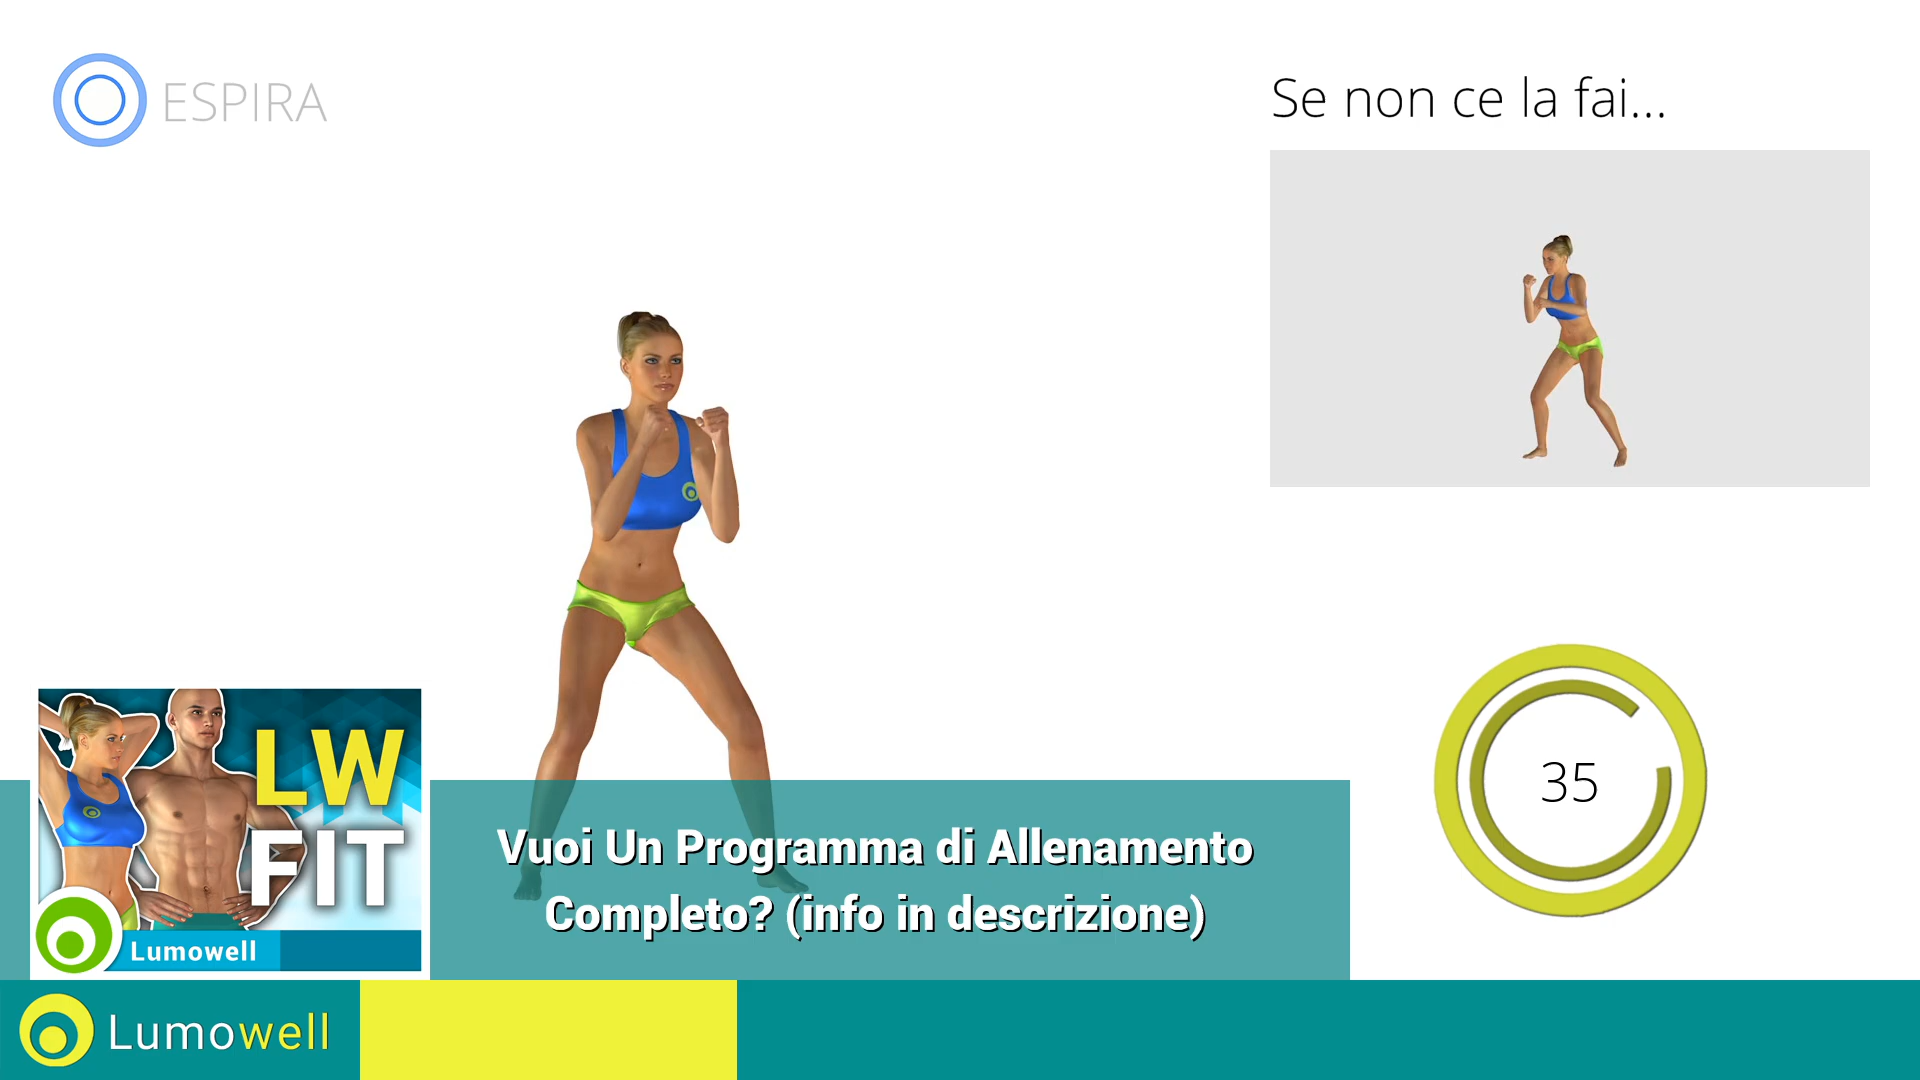 ESPIRA
Se non ce la fai...
35
LW
FIT
Lumowell
Vuoi Un Programma di Allenamento
Completo? (info in descrizione)
Lumowell